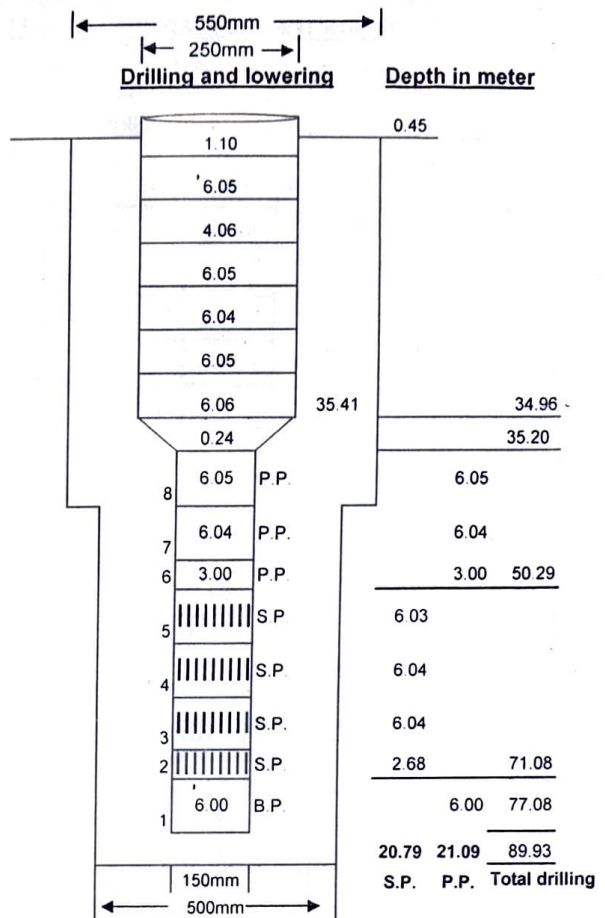 550mm
250mm
Drilling and lowering Depth in meter
0.45
1.10
6.05
4.06
6.05
6.04
6.05
6.06 35.41 34.96
0.24 35.20
8 6.05 P.P. 6.05
7 6.04 P.P. 6.04
6 3.00 P.P. 3.00 50.29
5 S.P 6.03
4 S.P. 6.04
3 S.P. 6.04
2 S.P. 2.68 71.08
1 6.00 B.P. 6.00 77.08
20.79 21.09 89.93
S.P. P.P. Total drilling
150mm
500mm